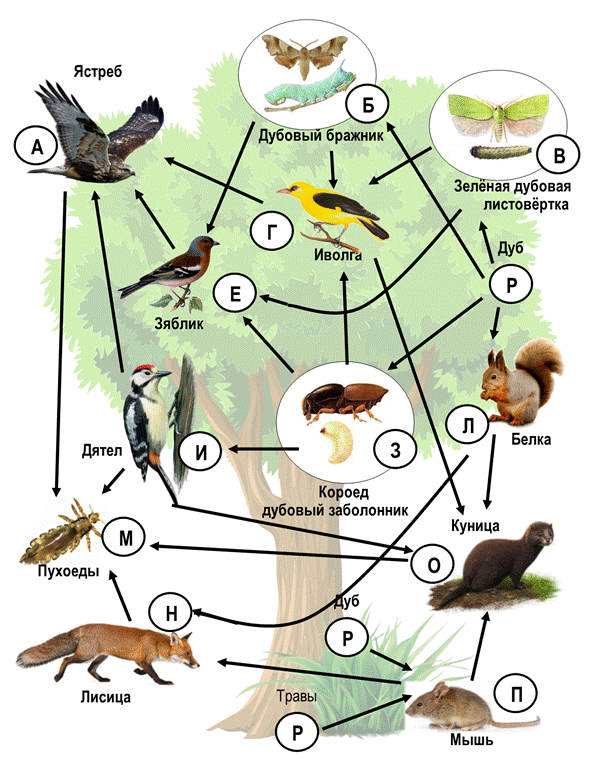 Ястреб
А
Б
Дубовый бражник
В
Зелёная дубовая
листовёртка
Г
Иволга
Дуб
Р
Е
Зяблик
Дятел
И
З
Короед
дубовый заболонник
Л
Белка
Куница
О
М
Пухоеды
Н
Лисица
Дуб
Р
Травы
Р
П
Мышь